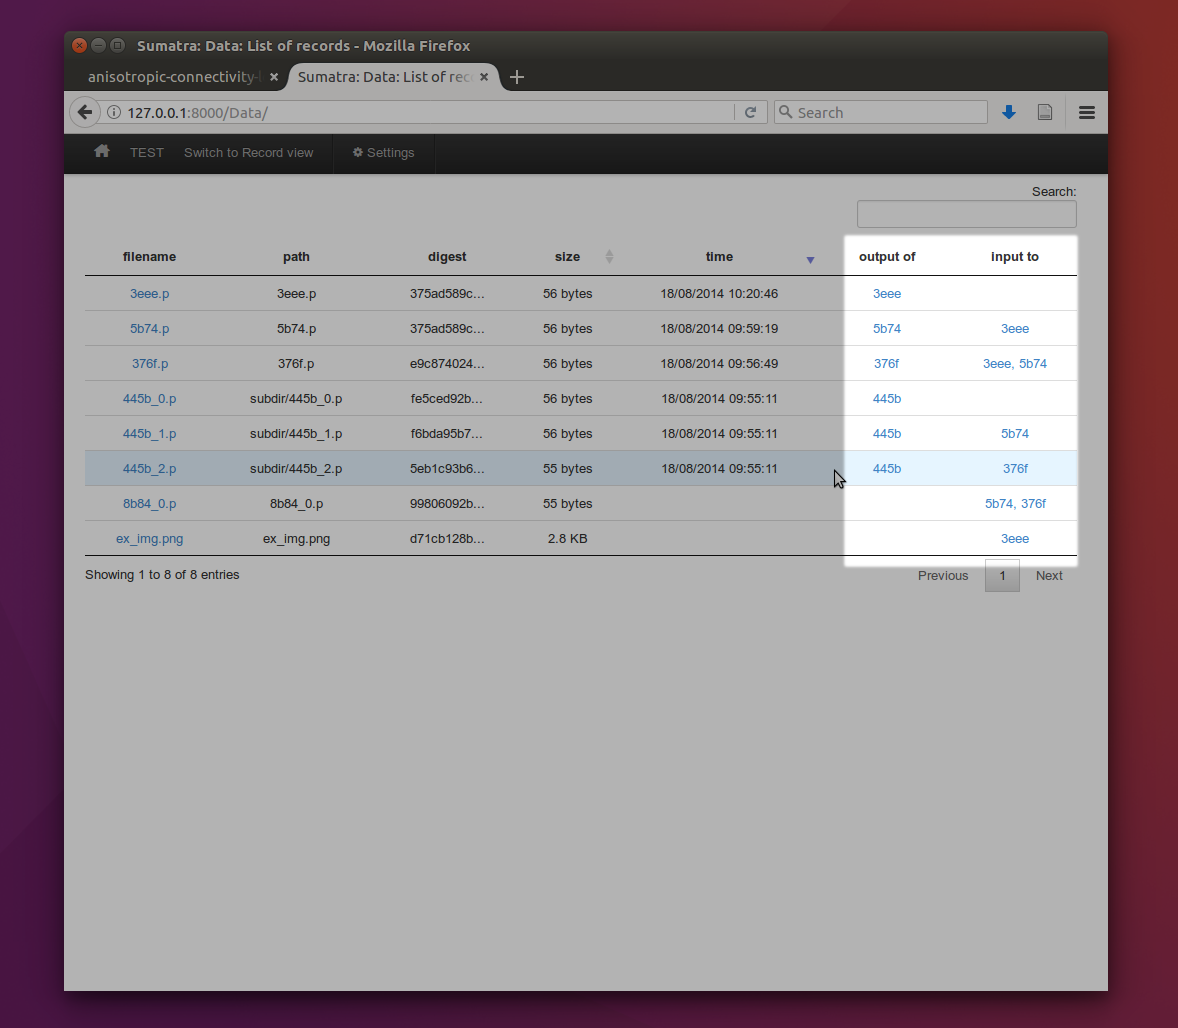 Sumatra: Data: List of records - Mozilla Firefox
anisotropic-connectivity- Sumatra: Data: List of rec
127.0.0.1:8000/Data/ Search
TEST Switch to Record view Settings
Search:
filename path digest size time output of input to
3eee.p 3eee.p 375ad589c... 56 bytes 18/08/2014 10:20:46 3eee
5b74.p 5b74.p 375ad589c... 56 bytes 18/08/2014 09:59:19 5b74 3eee
376f.p 376f.p e9c874024... 56 bytes 18/08/2014 09:56:49 376f 3eee, 5b74
445b_0.p subdir/445b_0.p fe5ced92b... 56 bytes 18/08/2014 09:55:11 445b
445b_1.p subdir/445b_1.p f6bda95b7... 56 bytes 18/08/2014 09:55:11 445b 5b74
445b_2.p subdir/445b_2.p 5eb1c93b6... 55 bytes 18/08/2014 09:55:11 445b 376f
8b84_0.p 8b84_0.p 99806092b... 55 bytes 5b74, 376f
ex_img.png ex_img.png d71cb128b... 2.8 KB 3eee
Showing 1 to 8 of 8 entries Previous 1 Next